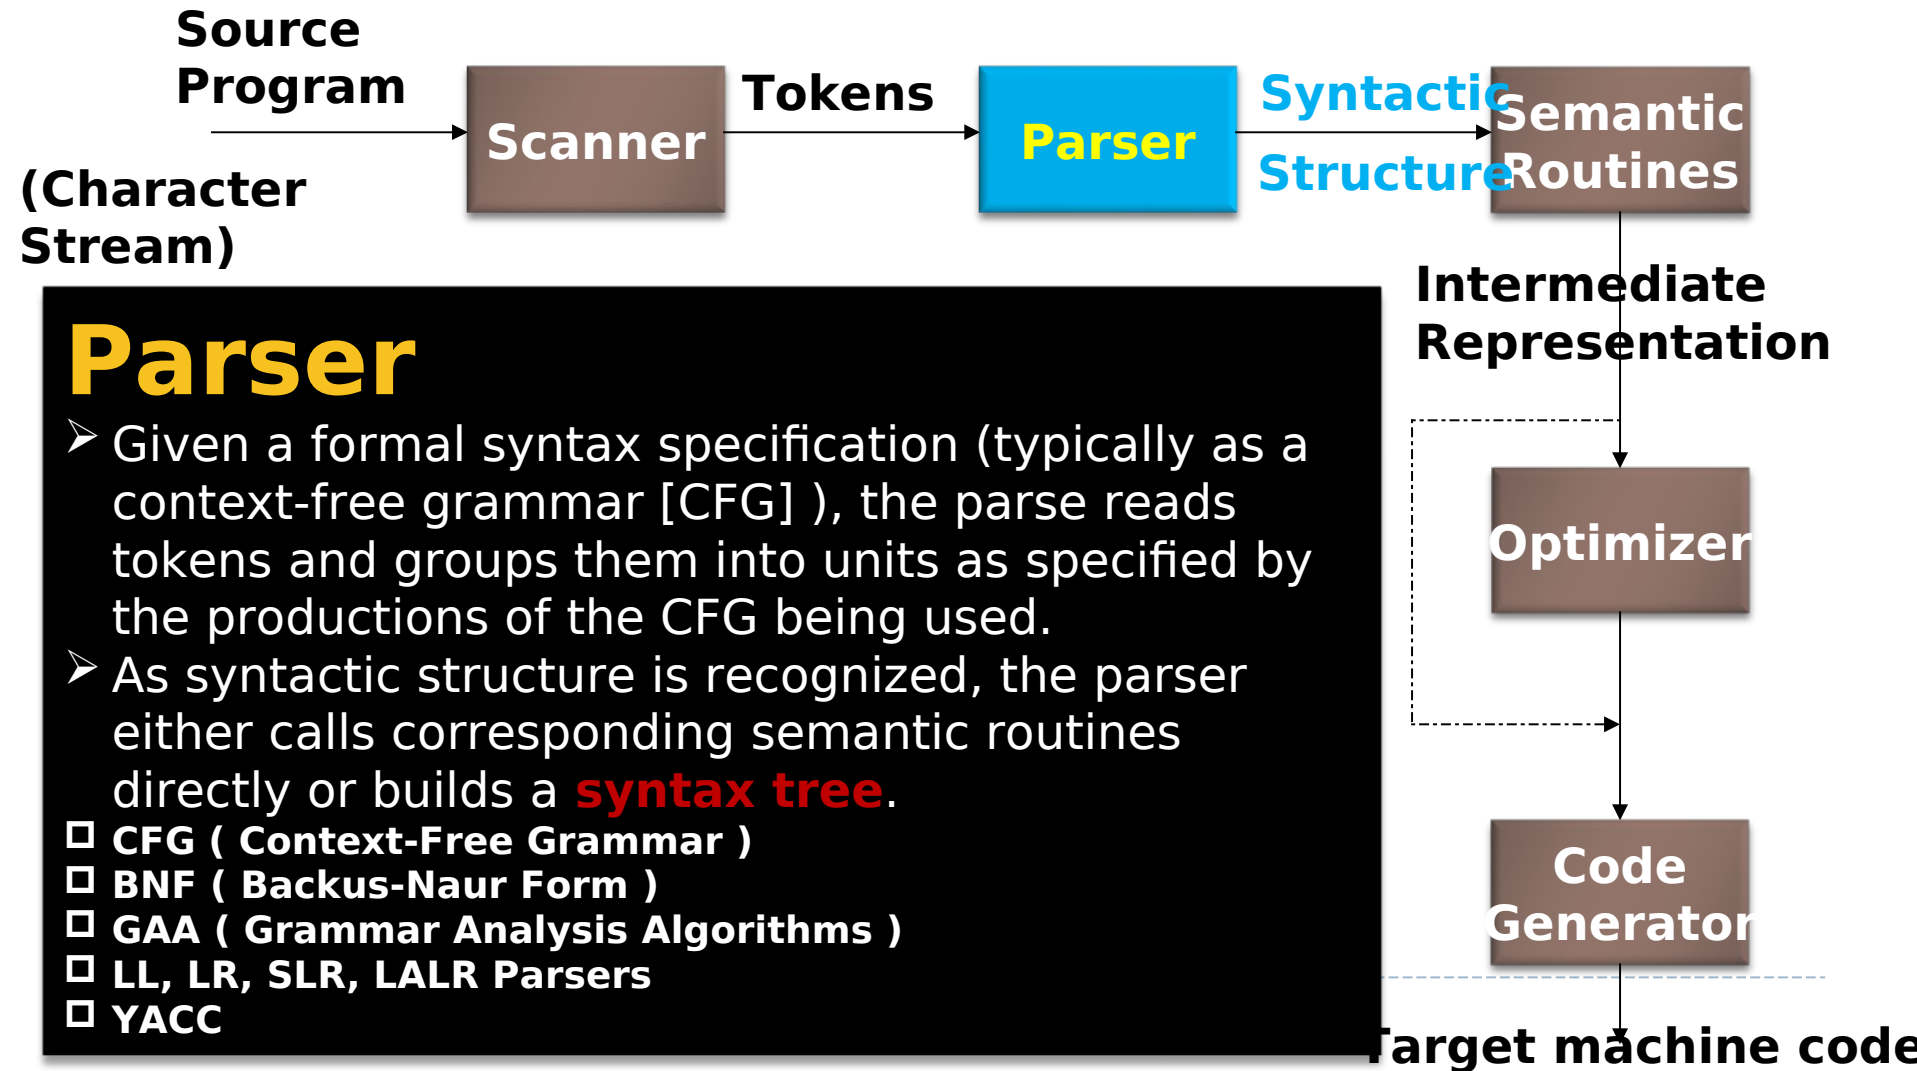 Source
Program
(Character
Stream)
Scanner
Tokens
Parser
Syntactic
Structure
Semantic
Routines
Intermediate
Representation
Optimizer
Code
Generator
Target machine code
Parser
Given a formal syntax specification (typically as a
context-free grammar [CFG] ), the parse reads
tokens and groups them into units as specified by
the productions of the CFG being used.
As syntactic structure is recognized, the parser
either calls corresponding semantic routines
directly or builds a syntax tree.
CFG ( Context-Free Grammar )
BNF ( Backus-Naur Form )
GAA ( Grammar Analysis Algorithms )
LL, LR, SLR, LALR Parsers
YACC